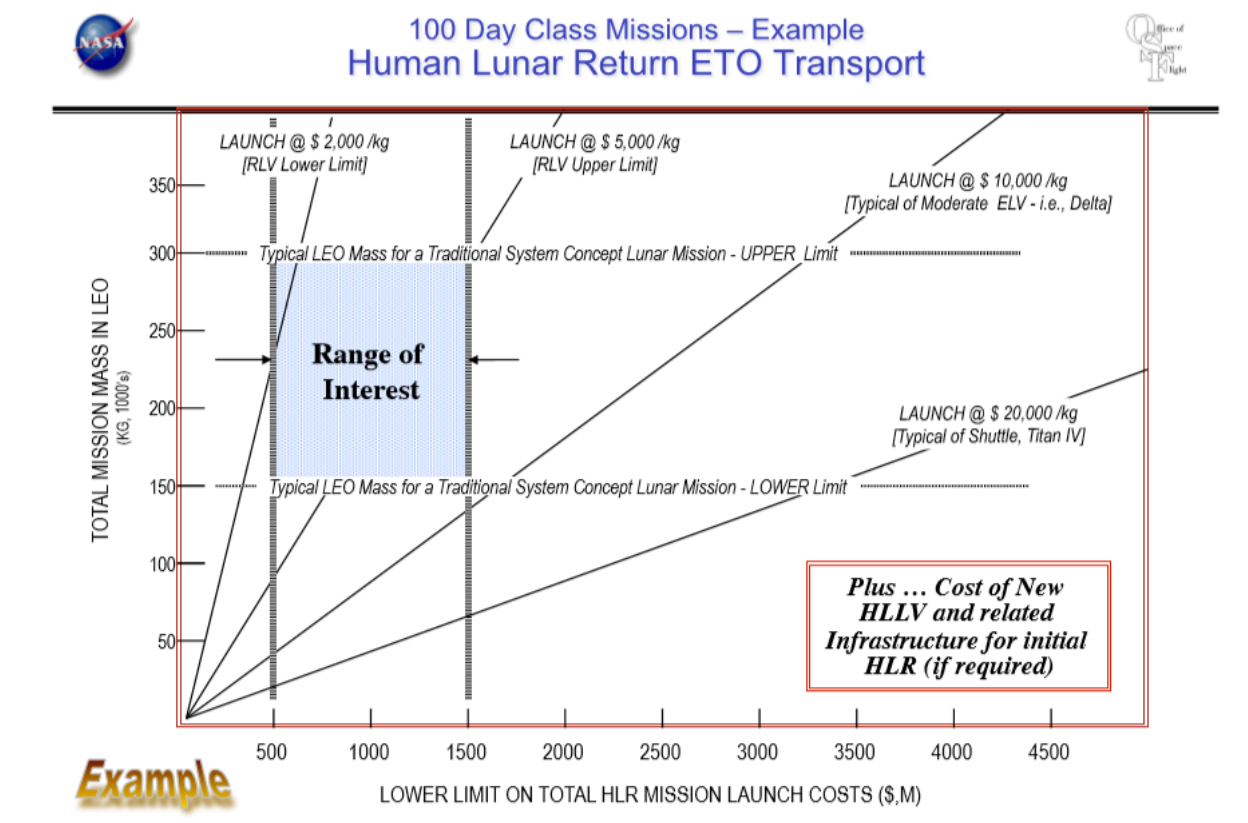 NASA
100 Day Class Missions – Example
Human Lunar Return ETO Transport
Office of
Space
Flight
LAUNCH @ $ 2,000 /kg
[RLV Lower Limit]
LAUNCH @ $ 5,000 /kg
[RLV Upper Limit]
LAUNCH @ $ 10,000 /kg
[Typical of Moderate ELV - i.e., Delta]
350
300
Typical LEO Mass for a Traditional System Concept Lunar Mission - UPPER Limit
250
200
150
100
50
TOTAL MISSION MASS IN LEO
(KG, 1000's)
Range of
Interest
LAUNCH @ $ 20,000 /kg
[Typical of Shuttle, Titan IV]
Typical LEO Mass for a Traditional System Concept Lunar Mission - LOWER Limit
Plus … Cost of New
HLLV and related
Infrastructure for initial
HLR (if required)
500 1000 1500 2000 2500 3000 3500 4000 4500
Example
LOWER LIMIT ON TOTAL HLR MISSION LAUNCH COSTS ($,M)